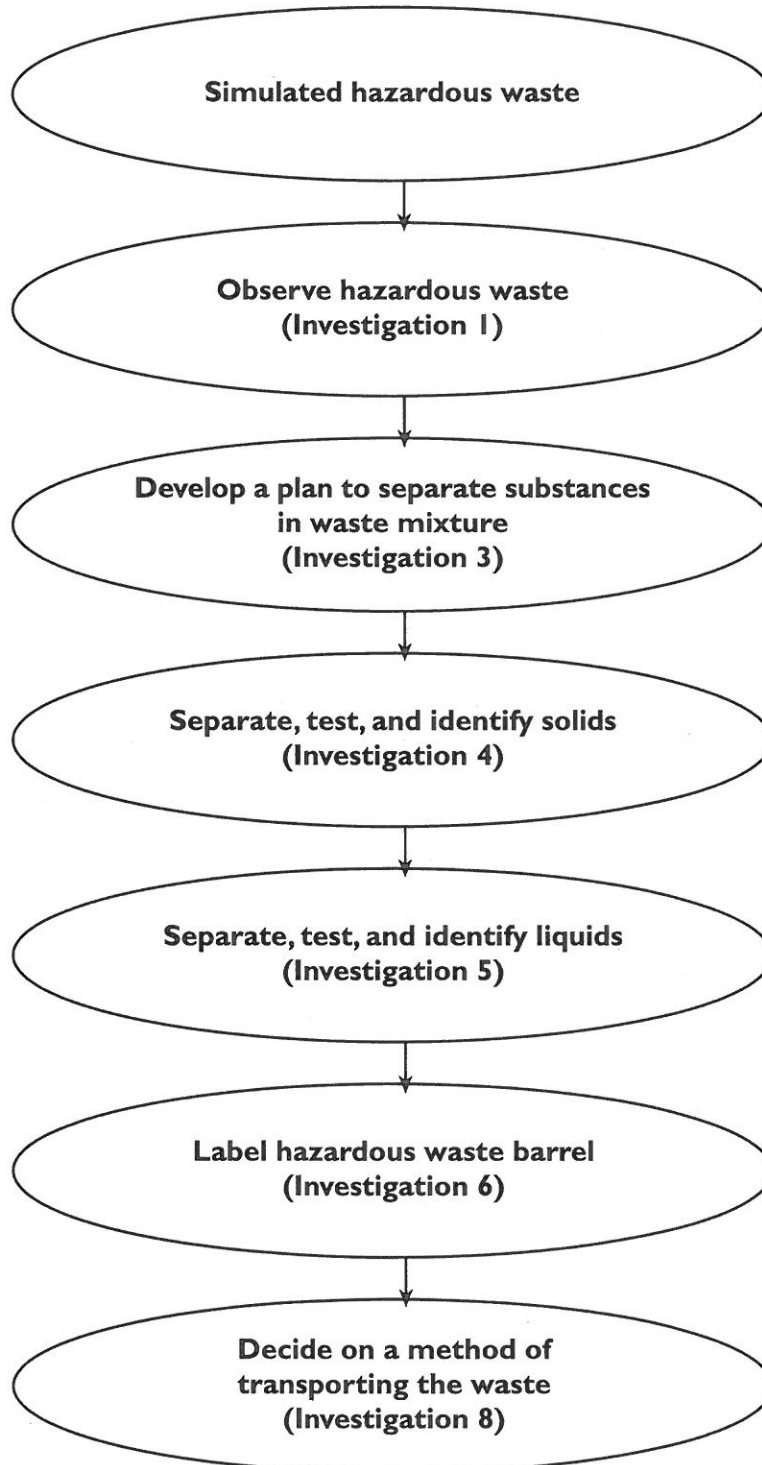 Simulated hazardous waste
Observe hazardous waste
(Investigation 1)
Develop a plan to separate substances
in waste mixture
(Investigation 3)
Separate, test, and identify solids
(Investigation 4)
Separate, test, and identify liquids
(Investigation 5)
Label hazardous waste barrel
(Investigation 6)
Decide on a method of
transporting the waste
(Investigation 8)